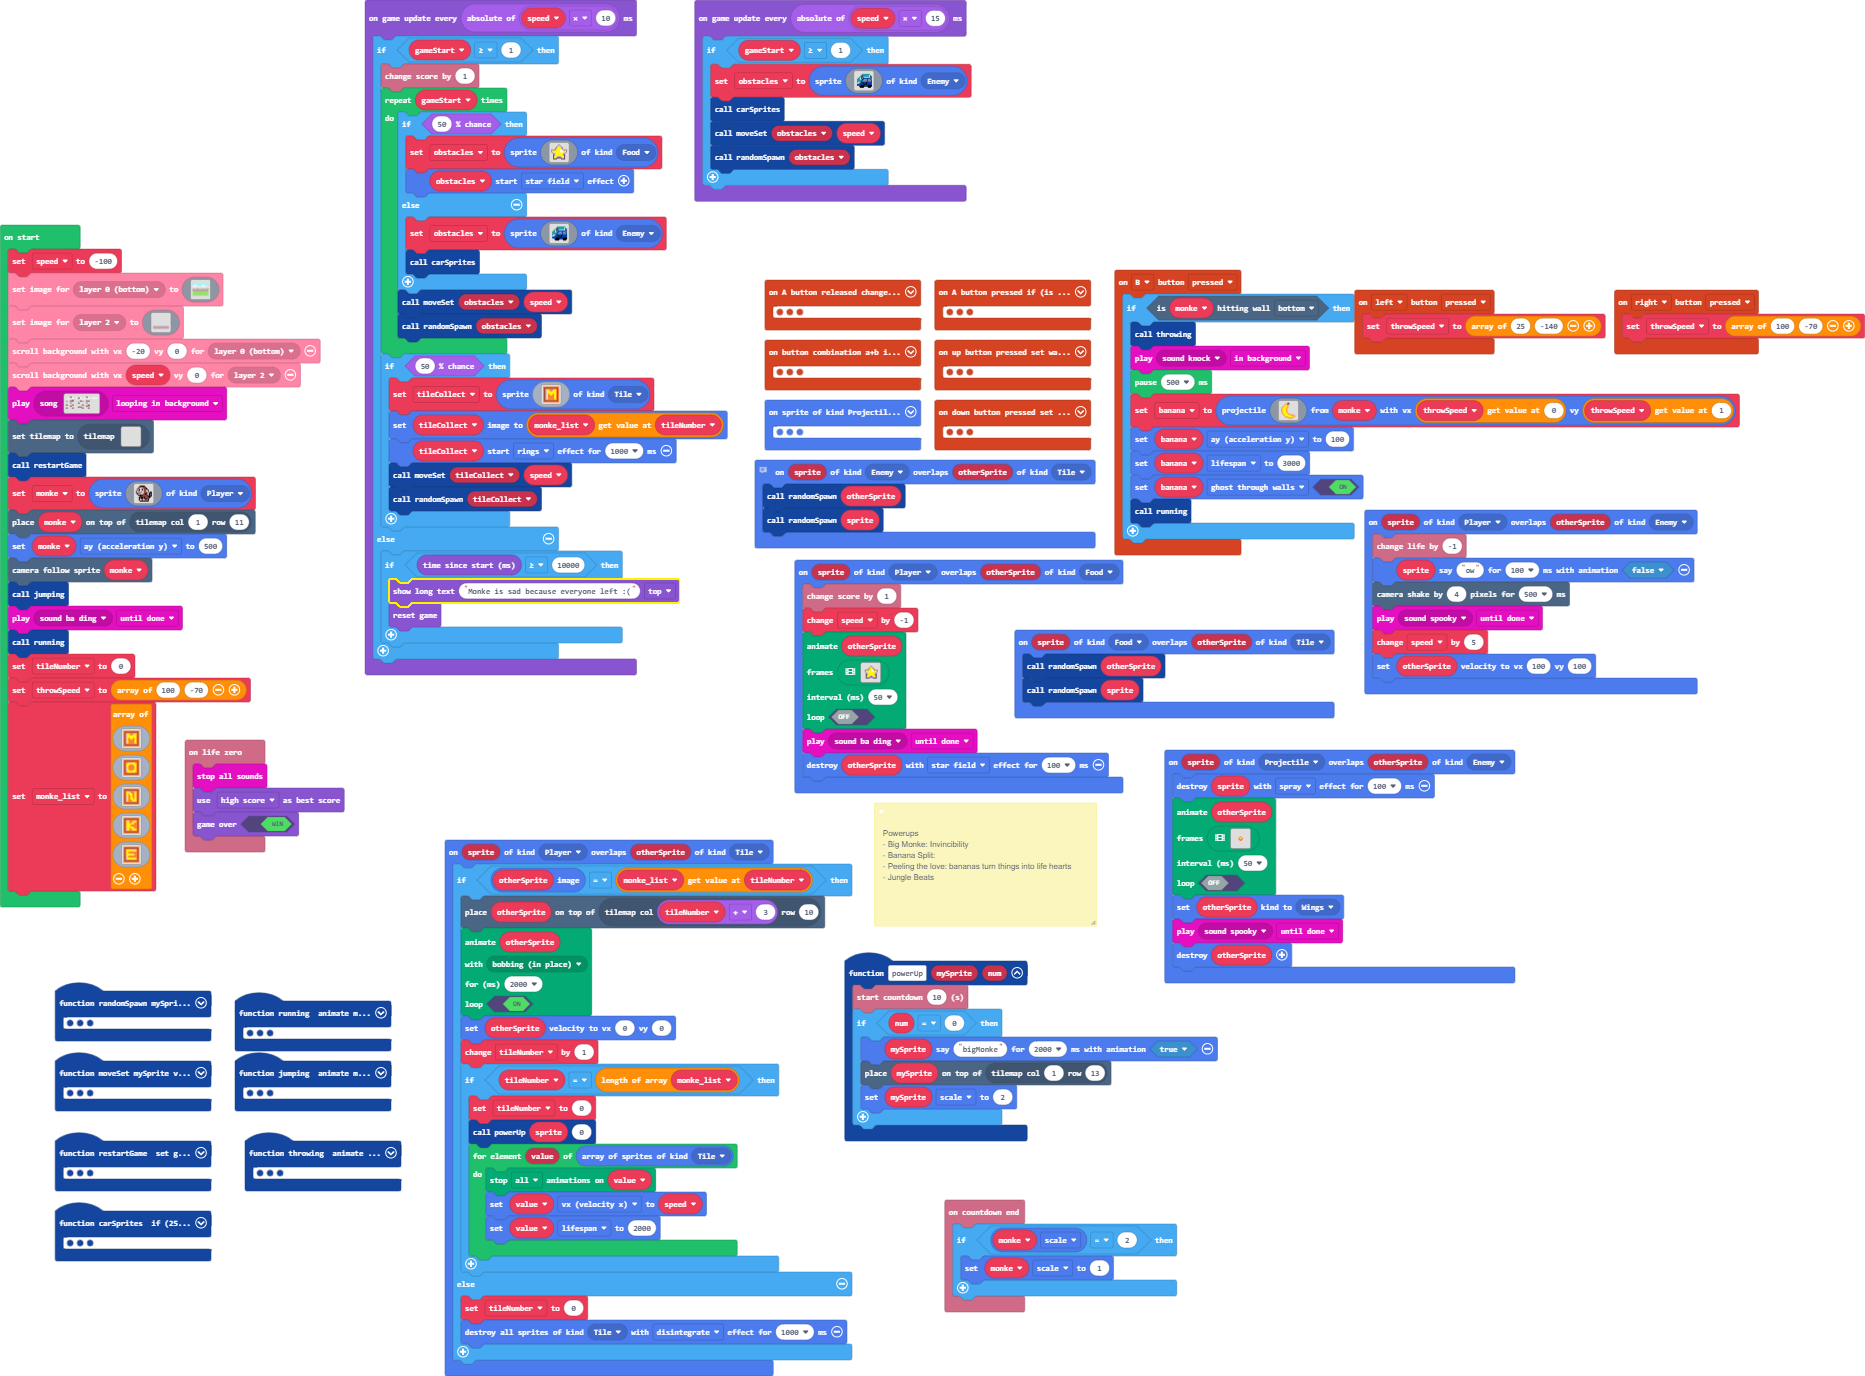 on start
set speed to -100
set image for layer 0 (bottom) to
set image for layer 2 to
scroll background with vx -20 vy 0 for layer 0 (bottom)
scroll background with vx speed vy 0 for layer 2
play song looping in background
set tilemap to tilemap
call restartGame
set monke to sprite of kind Player
place monke on top of tilemap col 1 row 11
set monke ay (acceleration y) to 500
camera follow sprite monke
call jumping
play sound ba ding until done
call running
set tileNumber to 0
set throwSpeed to array of 100 -70
set monke_list to array of
M
O
N
K
E
on life zero
stop all sounds
use high score as best score
game over WIN
on game update every absolute of speed × 10 ms
if gameStart ≥ 1 then
change score by 1
repeat gameStart times
do if 50 % chance then
set obstacles to sprite of kind Food
obstacles start star field effect
else
set obstacles to sprite of kind Enemy
call carSprites
call moveSet obstacles speed
call randomSpawn obstacles
if 50 % chance then
set tileCollect to sprite M of kind Tile
set tileCollect image to monke_list get value at tileNumber
tileCollect start rings effect for 1000 ms
call moveSet tileCollect speed
call randomSpawn tileCollect
else
if time since start (ms) ≥ 10000 then
show long text "Monke is sad because everyone left :(" top
reset game
on game update every absolute of speed × 15 ms
if gameStart ≥ 1 then
set obstacles to sprite of kind Enemy
call carSprites
call moveSet obstacles speed
call randomSpawn obstacles
on A button released change...
on A button pressed if (is ...
on button combination a+b i...
on up button pressed set wa...
on sprite of kind Projectil...
on down button pressed set ...
on sprite of kind Enemy overlaps otherSprite of kind Tile
call randomSpawn otherSprite
call randomSpawn sprite
on B button pressed
if is monke hitting wall bottom then
call throwing
play sound knock in background
pause 500 ms
set banana to projectile from monke with vx throwSpeed get value at 0 vy throwSpeed get value at 1
set banana ay (acceleration y) to 100
set banana lifespan to 3000
set banana ghost through walls ON
call running
on left button pressed
set throwSpeed to array of 25 -140
on right button pressed
set throwSpeed to array of 100 -70
on sprite of kind Player overlaps otherSprite of kind Enemy
change life by -1
sprite say "ow" for 100 ms with animation false
camera shake by 4 pixels for 500 ms
play sound spooky until done
change speed by 5
set otherSprite velocity to vx 100 vy 100
on sprite of kind Player overlaps otherSprite of kind Food
change score by 1
change speed by -1
animate otherSprite
frames
interval (ms) 50
loop OFF
play sound ba ding until done
destroy otherSprite with star field effect for 100 ms
on sprite of kind Food overlaps otherSprite of kind Tile
call randomSpawn otherSprite
call randomSpawn sprite
on sprite of kind Projectile overlaps otherSprite of kind Enemy
destroy sprite with spray effect for 100 ms
animate otherSprite
frames
interval (ms) 50
loop OFF
set otherSprite kind to Wings
play sound spooky until done
destroy otherSprite
Powerups
- Big Monke: Invincibility
- Banana Split:
- Peeling the love: bananas turn things into life hearts
- Jungle Beats
on sprite of kind Player overlaps otherSprite of kind Tile
if otherSprite image = monke_list get value at tileNumber then
place otherSprite on top of tilemap col tileNumber + 3 row 10
animate otherSprite
with bobbing (in place)
for (ms) 2000
loop ON
set otherSprite velocity to vx 0 vy 0
change tileNumber by 1
if tileNumber = length of array monke_list then
set tileNumber to 0
call powerUp sprite 0
for element value of array of sprites of kind Tile
do stop all animations on value
set value vx (velocity x) to speed
set value lifespan to 2000
else
set tileNumber to 0
destroy all sprites of kind Tile with disintegrate effect for 1000 ms
function powerUp mySprite num
start countdown 10 (s)
if num = 0 then
mySprite say "bigMonke" for 2000 ms with animation true
place mySprite on top of tilemap col 1 row 13
set mySprite scale to 2
on countdown end
if monke scale = 2 then
set monke scale to 1
function randomSpawn mySpri...
function running animate m...
function moveSet mySprite v...
function jumping animate m...
function restartGame set g...
function throwing animate ...
function carSprites if (25...